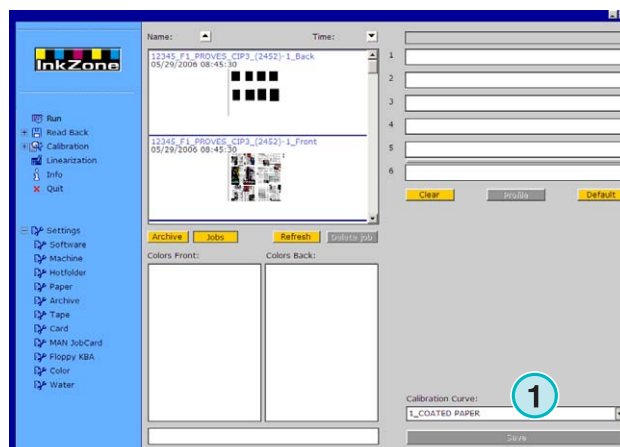 InkZone
Run
Read Back
Calibration
Linearization
Info
Quit
Settings
Software
Machine
Hotfolder
Paper
Archive
Tape
Card
MAN JobCard
Floppy KBA
Color
Water
Name:
Time:
12345_F1_PROVES_CIP3_(2452)-1_Back
05/29/2006 08:45:30
12345_F1_PROVES_CIP3_(2452)-1_Front
05/29/2006 08:45:30
Archive
Jobs
Refresh
Delete job
Colors Front:
Colors Back:
1
2
3
4
5
6
Clear
Profile
Default
1
Calibration Curve:
1_COATED PAPER
Save